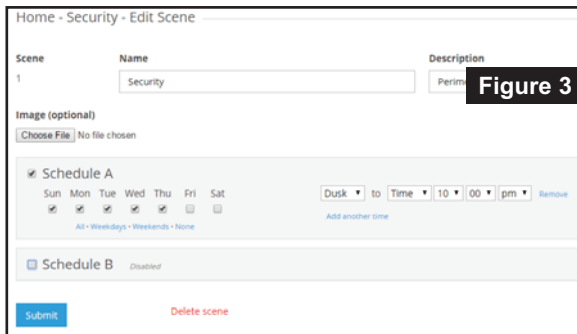 Home - Security - Edit Scene
Scene Name Description
1 Security
Figure 3
Image (optional)
Choose File No file chosen
Schedule A
Sun Mon Tue Wed Thu Fri Sat Dusk to Time 10 00 pm Remove
All • Weekdays • Weekends • None Add another time
Schedule B Disabled
Submit Delete scene